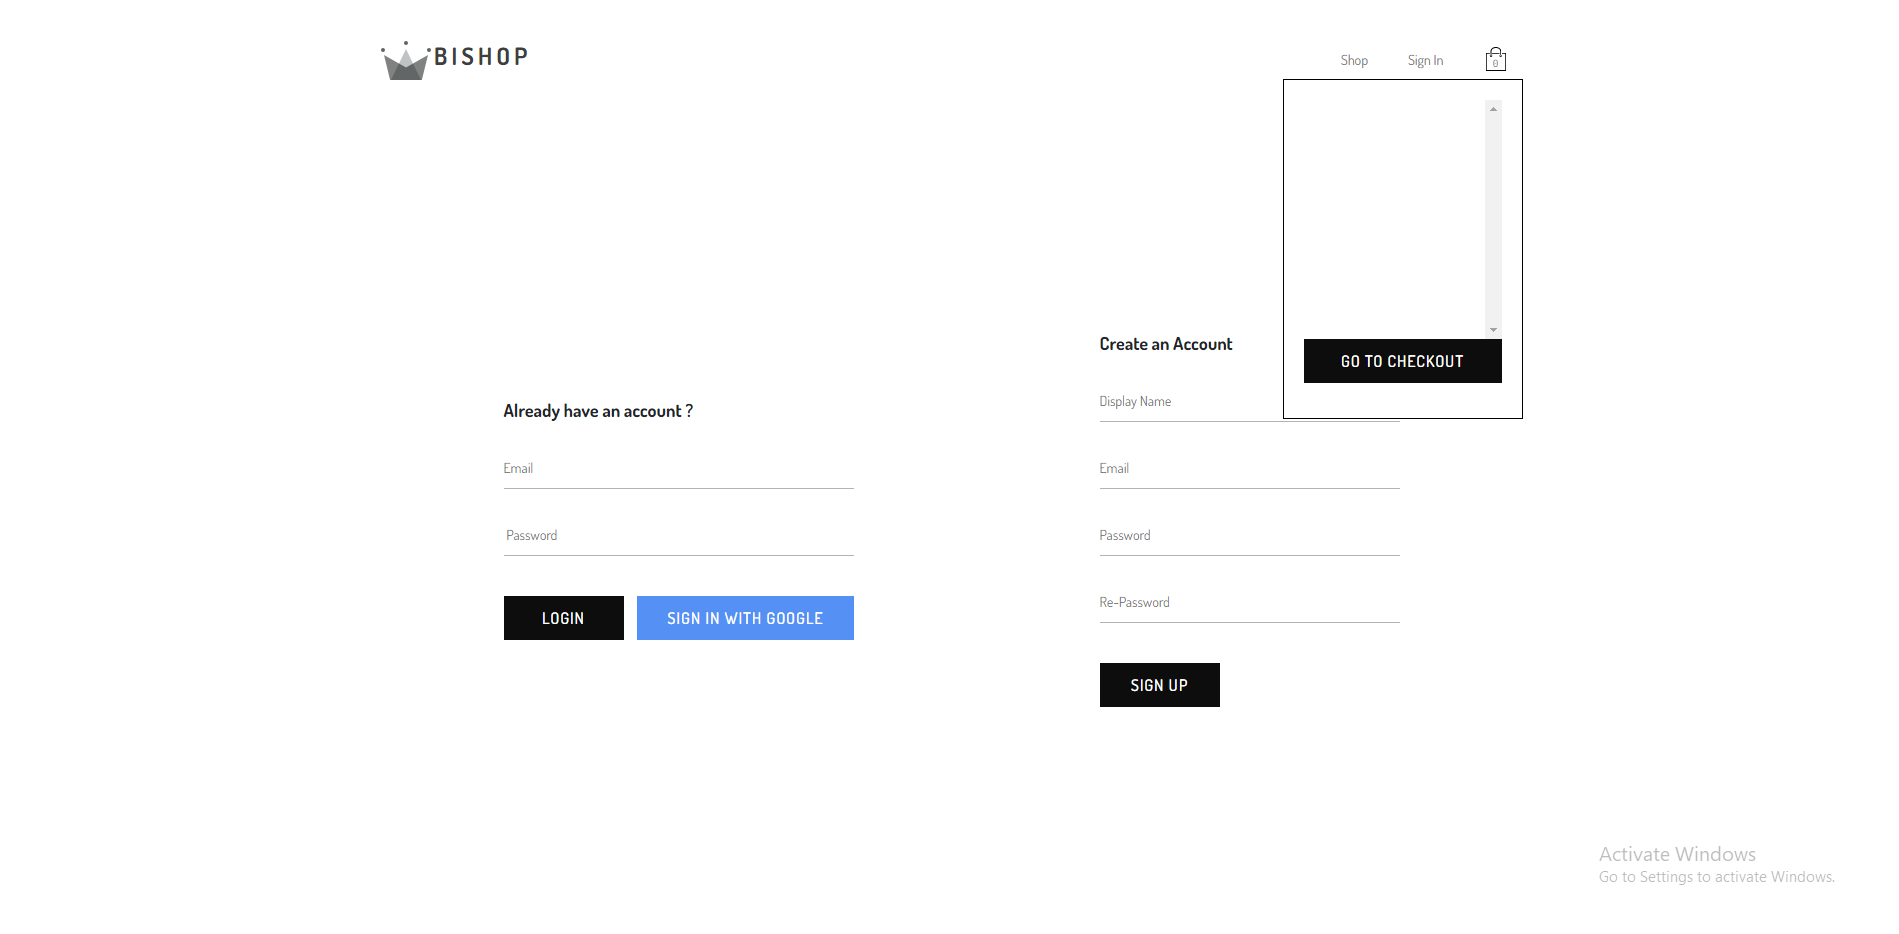 BISHOP
Shop
Sign In
0
GO TO CHECKOUT
Already have an account ?
Email
Password
LOGIN
SIGN IN WITH GOOGLE
Create an Account
Display Name
Email
Password
Re-Password
SIGN UP
Activate Windows
Go to Settings to activate Windows.